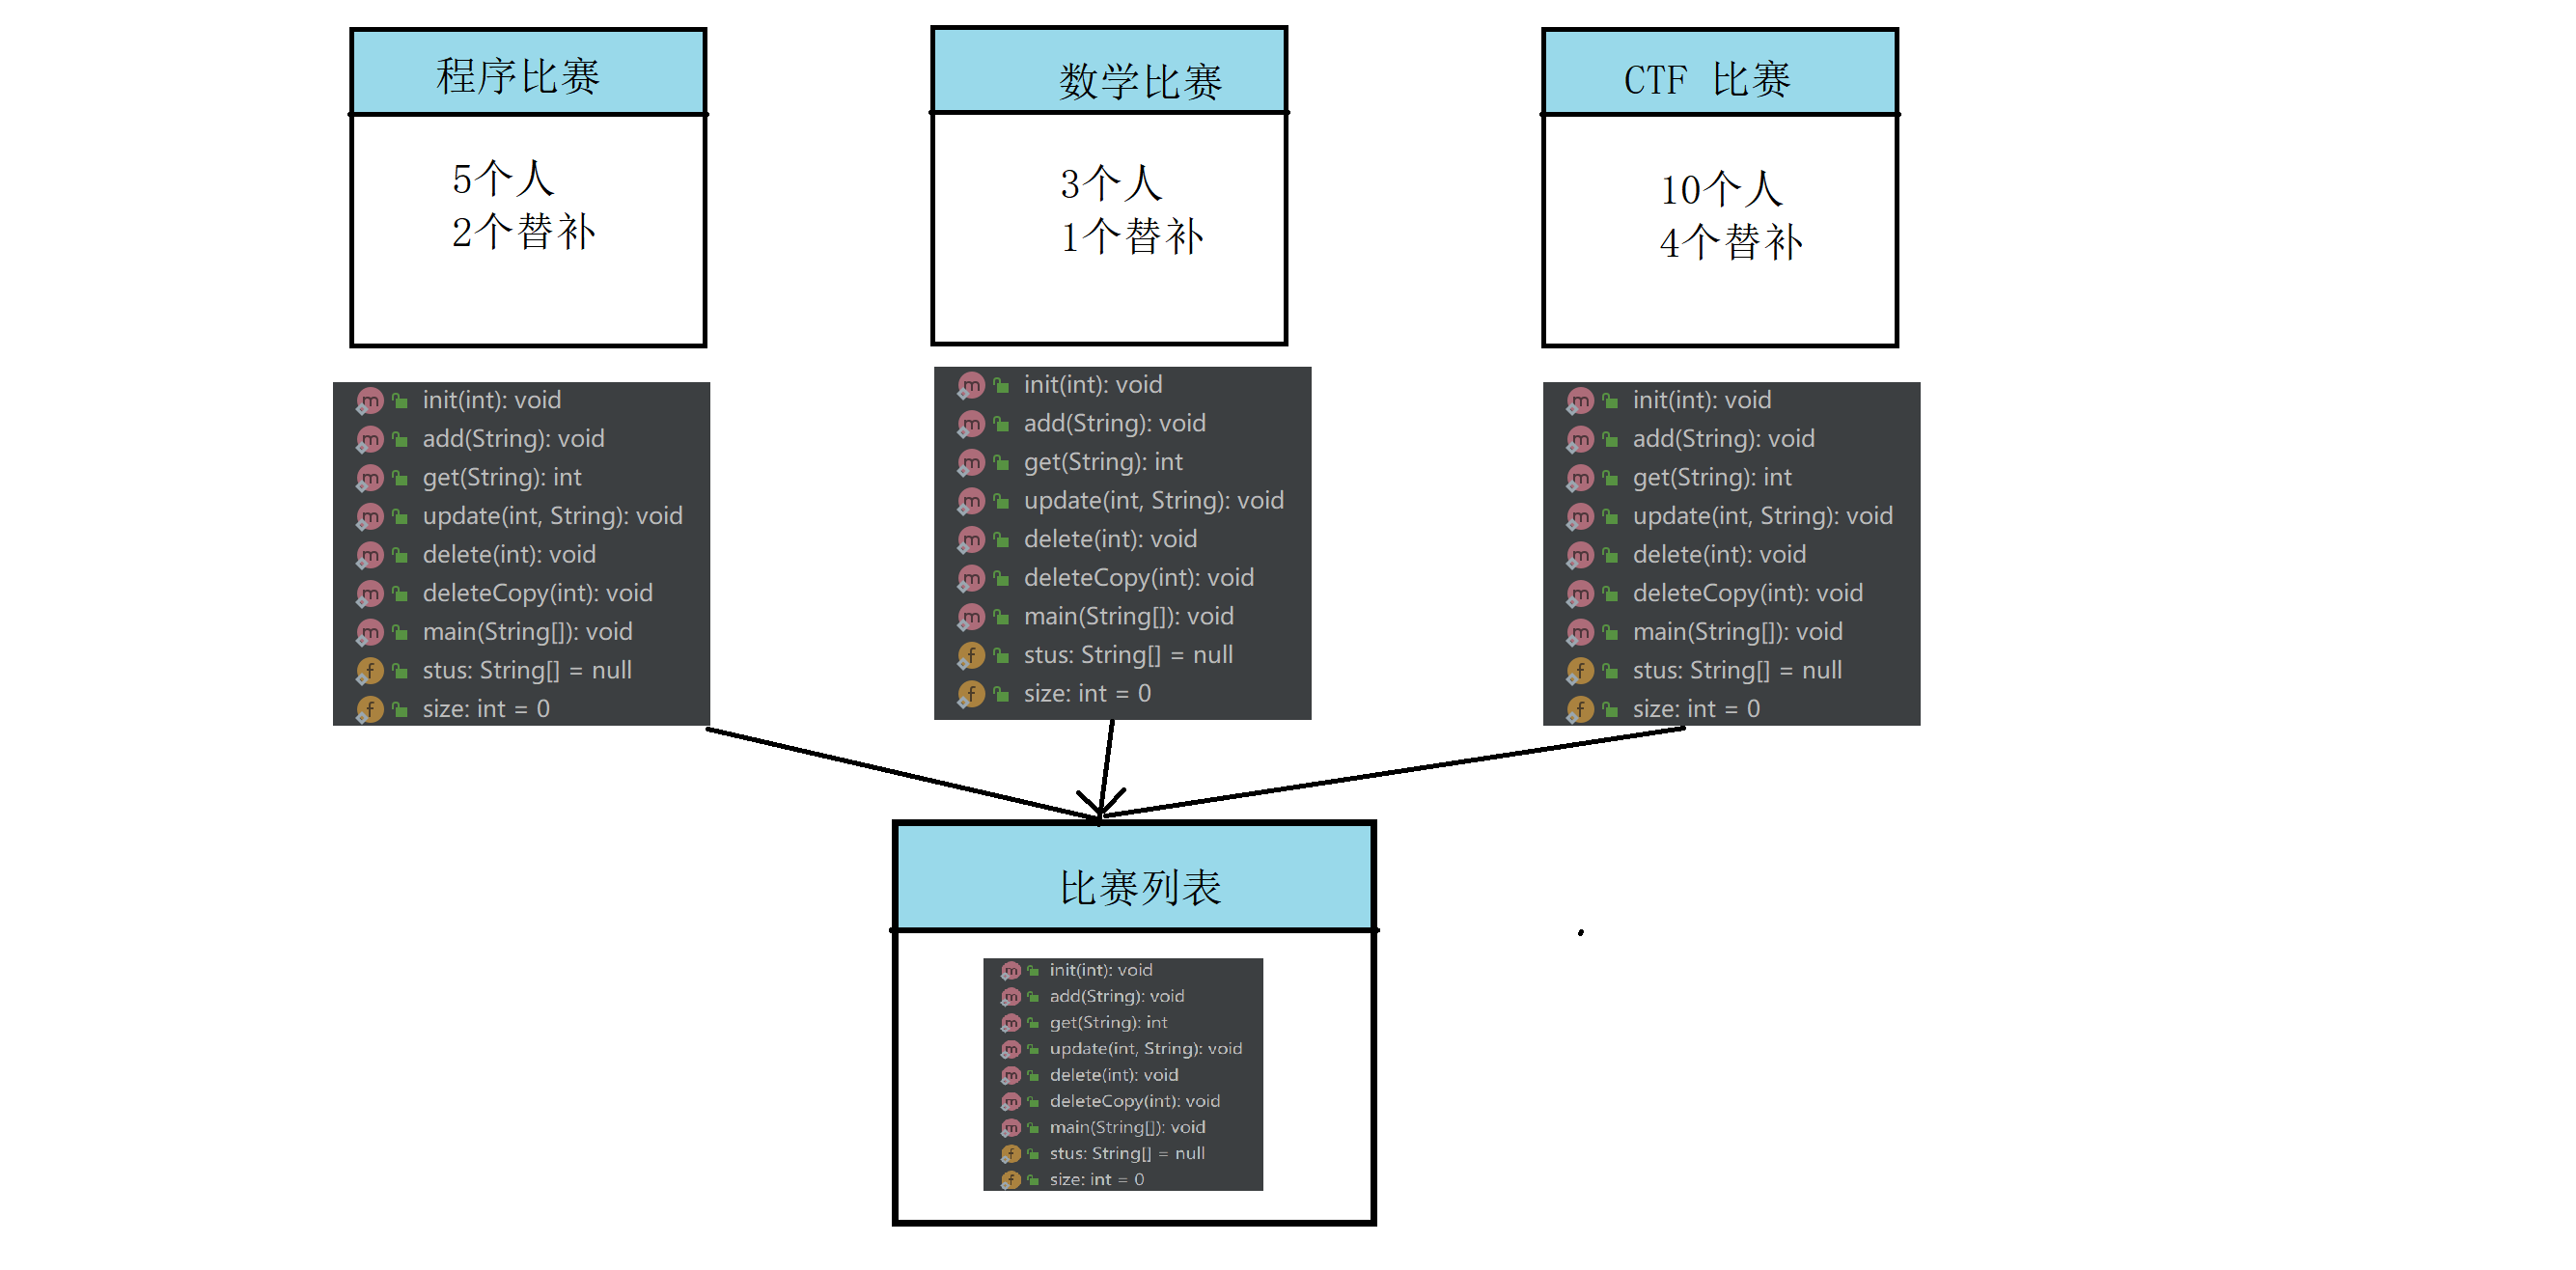 程序比赛
5个人
2个替补
init(int): void
add(String): void
get(String): int
update(int, String): void
delete(int): void
deleteCopy(int): void
main(String[]): void
stus: String[] = null
size: int = 0
数学比赛
3个人
1个替补
init(int): void
add(String): void
get(String): int
update(int, String): void
delete(int): void
deleteCopy(int): void
main(String[]): void
stus: String[] = null
size: int = 0
CTF 比赛
10个人
4个替补
init(int): void
add(String): void
get(String): int
update(int, String): void
delete(int): void
deleteCopy(int): void
main(String[]): void
stus: String[] = null
size: int = 0
比赛列表
init(int): void
add(String): void
get(String): int
update(int, String): void
delete(int): void
deleteCopy(int): void
main(String[]): void
stus: String[] = null
size: int = 0